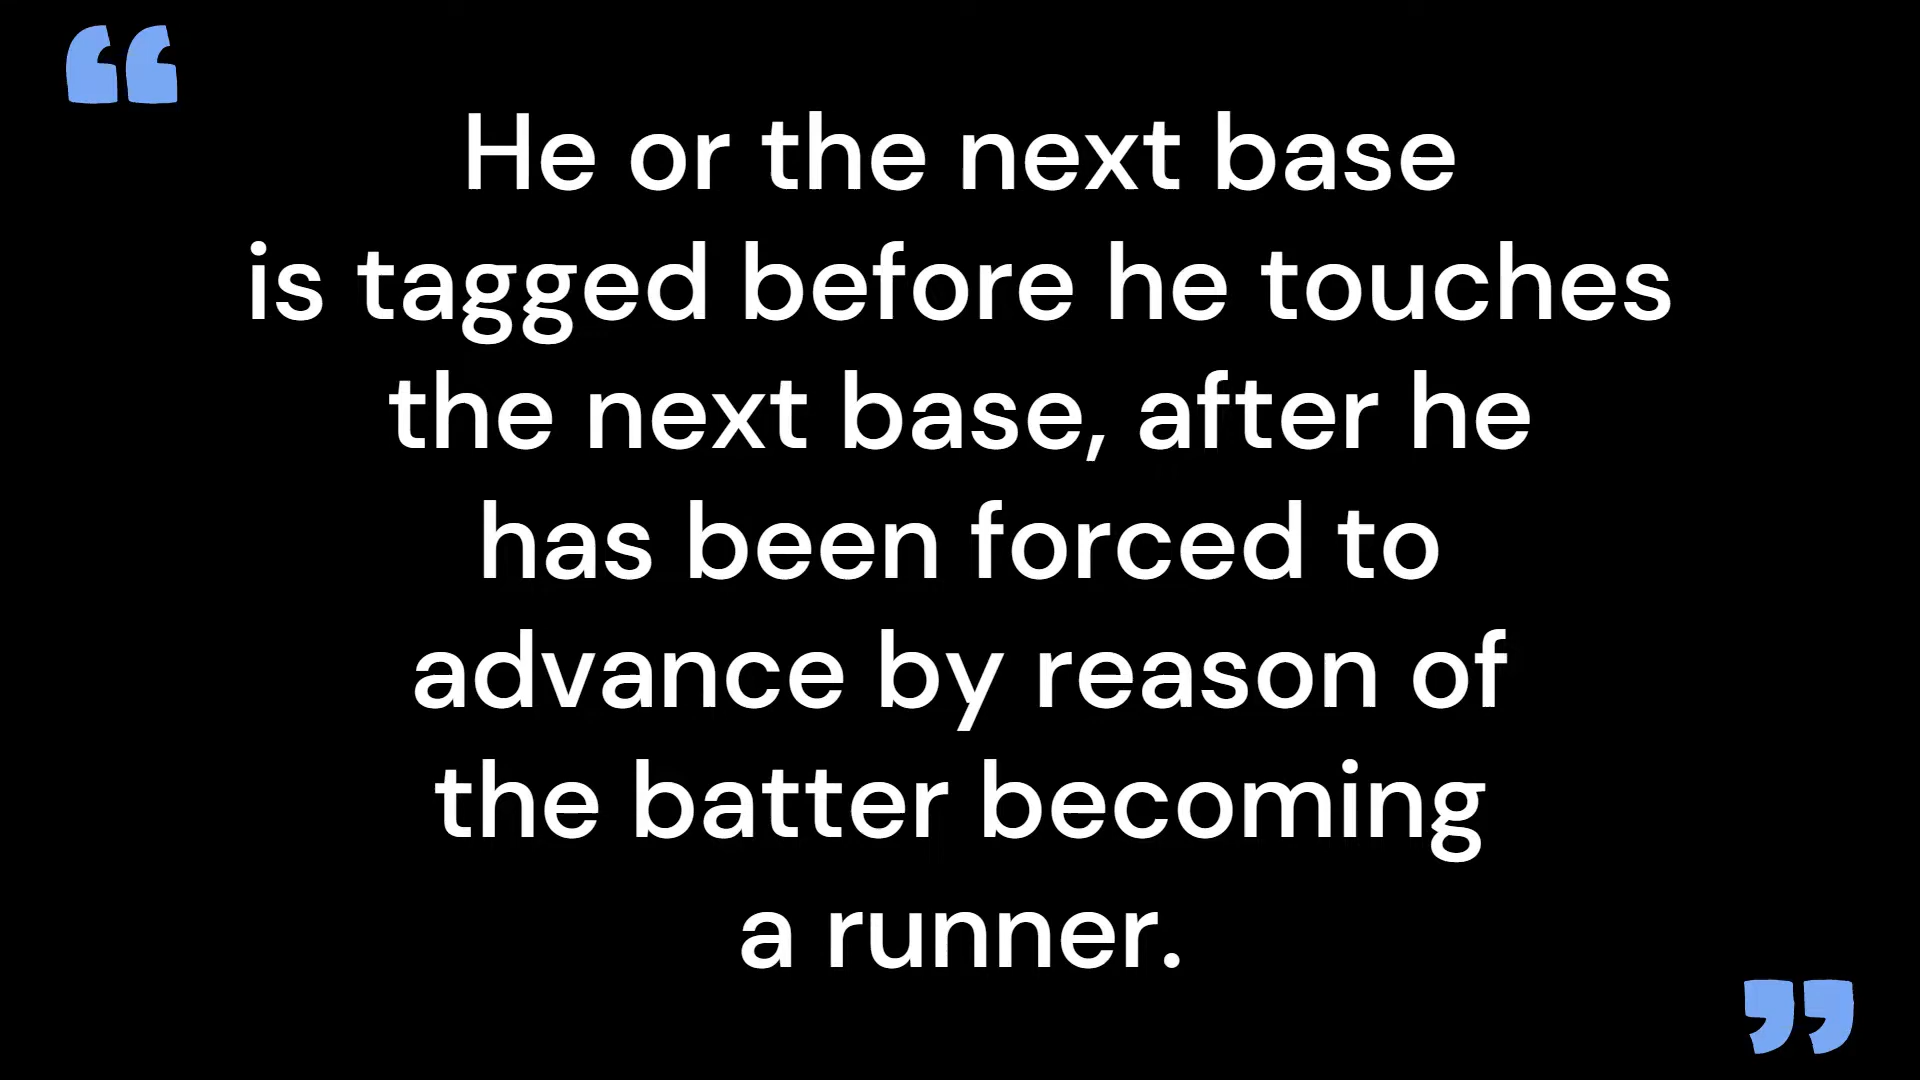 “
He or the next base
is tagged before he touches
the next base, after he
has been forced to
advance by reason of
the batter becoming
a runner.
”